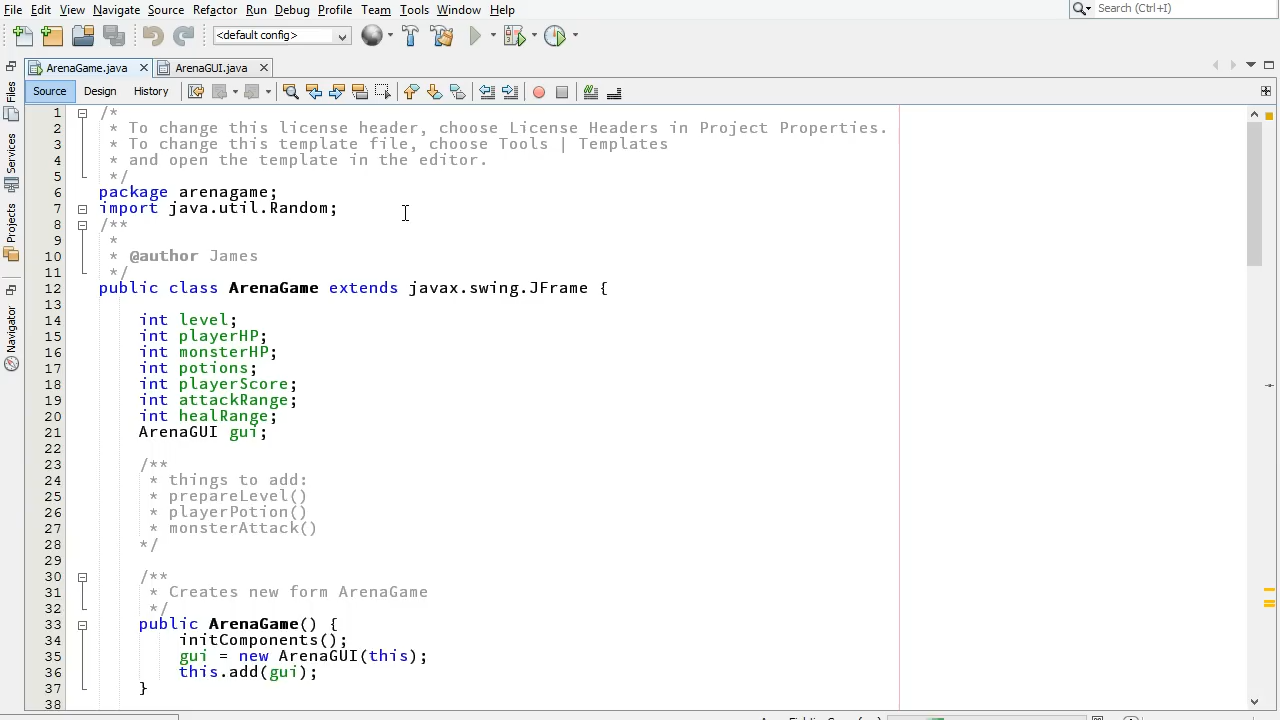 File Edit View Navigate Source Refactor Run Debug Profile Team Tools Window Help
Search (Ctrl+I)
<default config>
ArenaGame.java
ArenaGUI.java
Source Design History
Files
Services
Projects
Navigator
1 /*
2 * To change this license header, choose License Headers in Project Properties.
3 * To change this template file, choose Tools | Templates
4 * and open the template in the editor.
5 */
6 package arenagame;
7 import java.util.Random;
8 /**
9 *
10 * @author James
11 */
12 public class ArenaGame extends javax.swing.JFrame {
13
14 int level;
15 int playerHP;
16 int monsterHP;
17 int potions;
18 int playerScore;
19 int attackRange;
20 int healRange;
21 ArenaGUI gui;
22
23 /**
24 * things to add:
25 * prepareLevel()
26 * playerPotion()
27 * monsterAttack()
28 */
29
30 /**
31 * Creates new form ArenaGame
32 */
33 public ArenaGame() {
34 initComponents();
35 gui = new ArenaGUI(this);
36 this.add(gui);
37 }
38